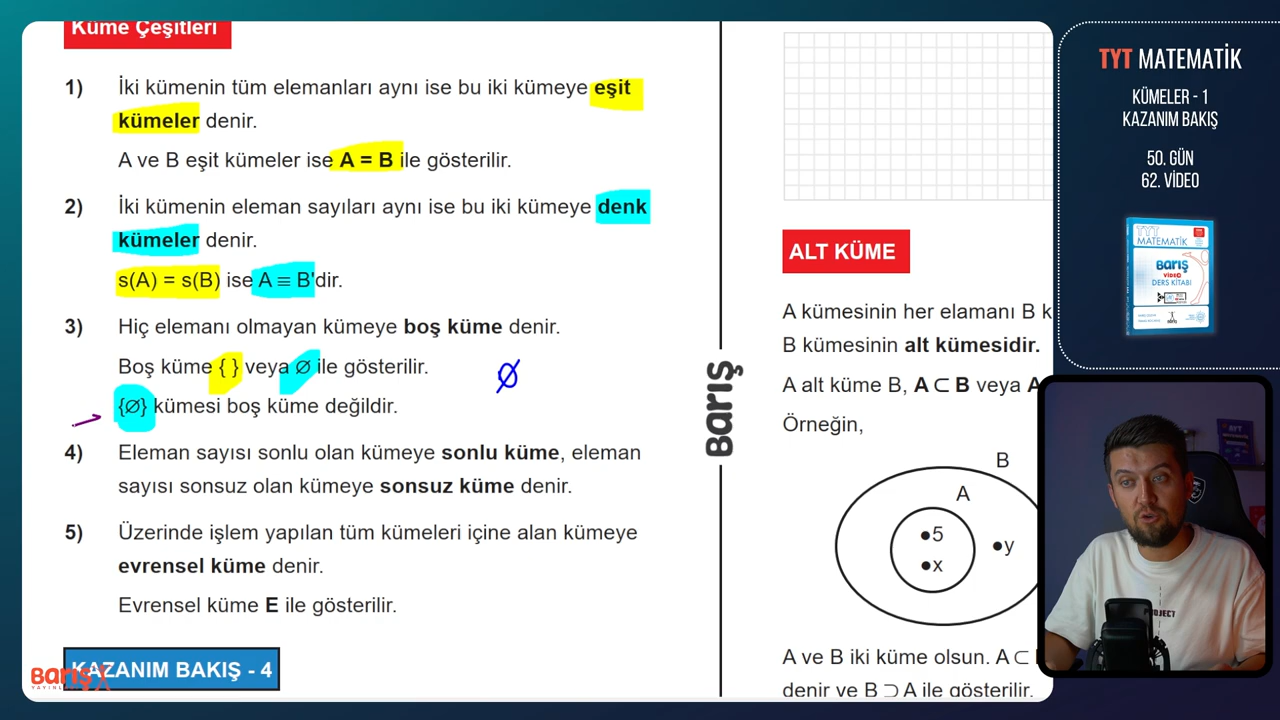 Küme Çeşitleri
1) İki kümenin tüm elemanları aynı ise bu iki kümeye eşit
kümeler denir.
A ve B eşit kümeler ise A = B ile gösterilir.
2) İki kümenin eleman sayıları aynı ise bu iki kümeye denk
kümeler denir.
s(A) = s(B) ise A ≡ B'dir.
3) Hiç elemanı olmayan kümeye boş küme denir.
Boş küme { } veya ∅ ile gösterilir.
∅
{∅} kümesi boş küme değildir.
4) Eleman sayısı sonlu olan kümeye sonlu küme, eleman
sayısı sonsuz olan kümeye sonsuz küme denir.
5) Üzerinde işlem yapılan tüm kümeleri içine alan kümeye
evrensel küme denir.
Evrensel küme E ile gösterilir.
KAZANIM BAKIŞ - 4
Barış
Barış
ALT KÜME
A kümesinin her elamanı B k
B kümesinin alt kümesidir.
A alt küme B, A ⊂ B veya A
Örneğin,
B
A
•5
•x
•y
A ve B iki küme olsun. A ⊂
denir ve B ⊃ A ile gösterilir.
TYT MATEMATİK
KÜMELER - 1
KAZANIM BAKIŞ
50. GÜN
62. VİDEO
TYT
MATEMATİK
Barış
VİDEO
DERS KİTABI